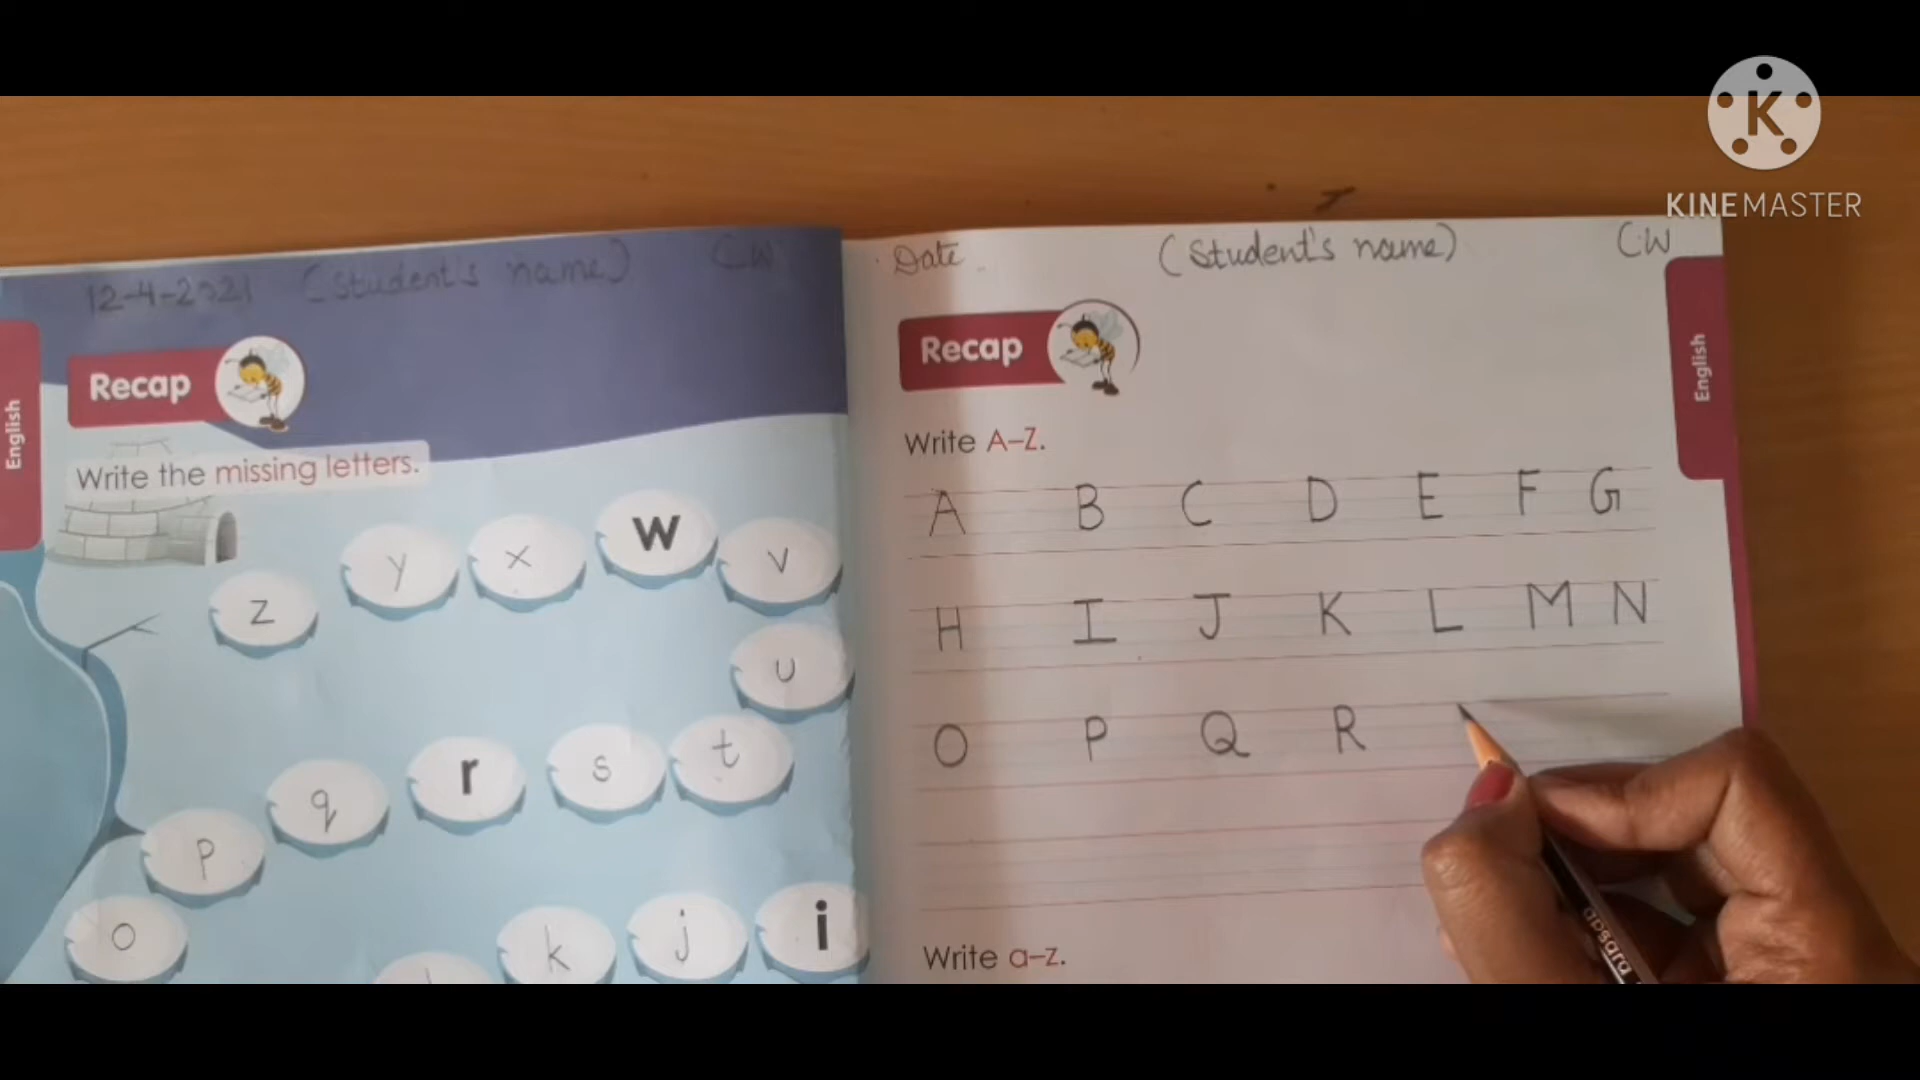 KINEMASTER
12-4-2021 (Student's name) CW
Recap
English
Write the missing letters.
z y x w v
u
p q r s t
o
k j i
Date (Student's name) C.W
Recap
English
Write A–Z.
A B C D E F G
H I J K L M N
O P Q R
Write a–z.
apsara